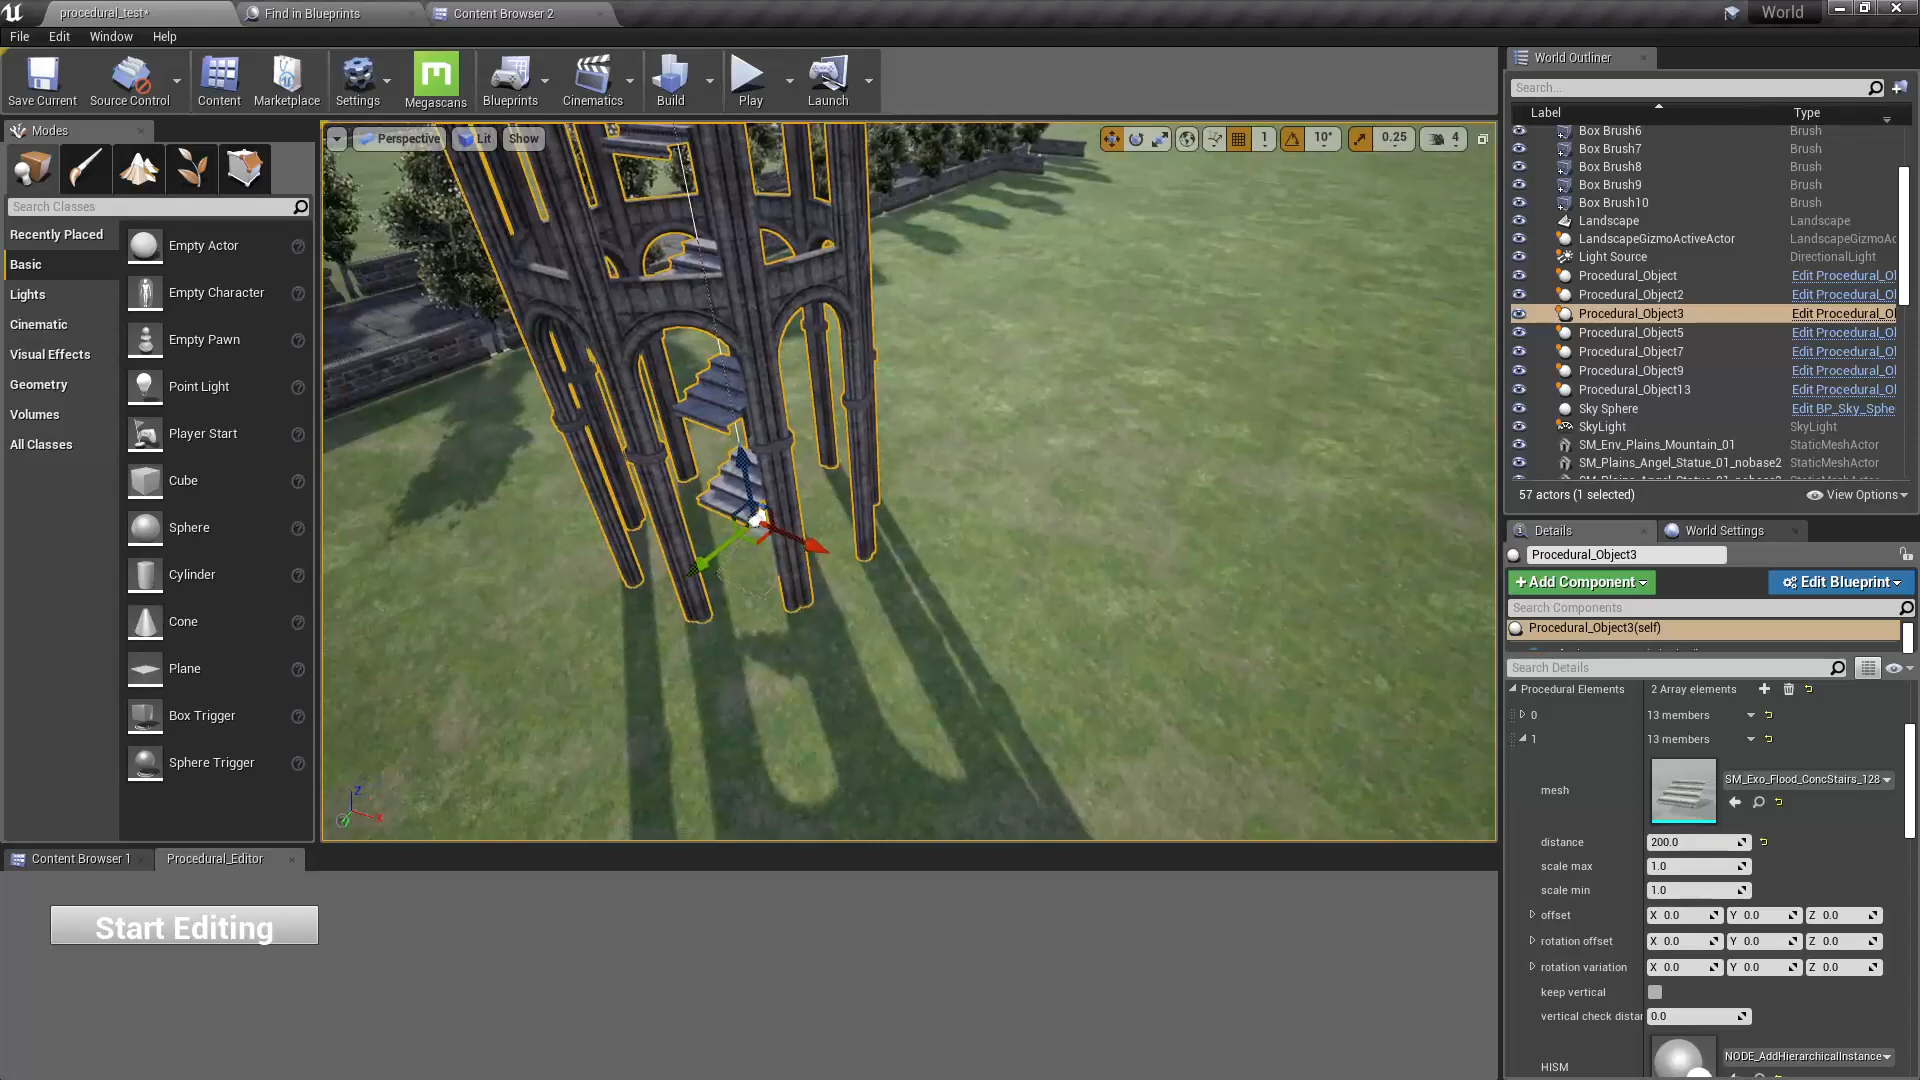 procedural_test*
Find in Blueprints
Content Browser 2
World
File Edit Window Help
Save Current
Source Control
Content
Marketplace
Settings
Megascans
Blueprints
Cinematics
Build
Play
Launch
Modes
Search Classes
Recently Placed
Basic
Lights
Cinematic
Visual Effects
Geometry
Volumes
All Classes
Empty Actor
Empty Character
Empty Pawn
Point Light
Player Start
Cube
Sphere
Cylinder
Cone
Plane
Box Trigger
Sphere Trigger
Perspective
Lit
Show
1
10°
0.25
4
Z
X
World Outliner
Search...
Label Type
Box Brush6 Brush
Box Brush7 Brush
Box Brush8 Brush
Box Brush9 Brush
Box Brush10 Brush
Landscape Landscape
LandscapeGizmoActiveActor LandscapeGizmoAc
Light Source DirectionalLight
Procedural_Object Edit Procedural_Ol
Procedural_Object2 Edit Procedural_Ol
Procedural_Object3 Edit Procedural_Ol
Procedural_Object5 Edit Procedural_Ol
Procedural_Object7 Edit Procedural_Ol
Procedural_Object9 Edit Procedural_Ol
Procedural_Object13 Edit Procedural_Ol
Sky Sphere Edit BP_Sky_Sphe
SkyLight SkyLight
SM_Env_Plains_Mountain_01 StaticMeshActor
SM_Plains_Angel_Statue_01_nobase2 StaticMeshActor
57 actors (1 selected)
View Options
Details
World Settings
Procedural_Object3
+Add Component
Edit Blueprint
Search Components
Procedural_Object3(self)
Search Details
Procedural Elements 2 Array elements
0 13 members
1 13 members
mesh SM_Exo_Flood_ConcStairs_128
distance 200.0
scale max 1.0
scale min 1.0
offset X 0.0 Y 0.0 Z 0.0
rotation offset X 0.0 Y 0.0 Z 0.0
rotation variation X 0.0 Y 0.0 Z 0.0
keep vertical
vertical check distar 0.0
HISM NODE_AddHierarchicalInstance
Content Browser 1
Procedural_Editor
Start Editing